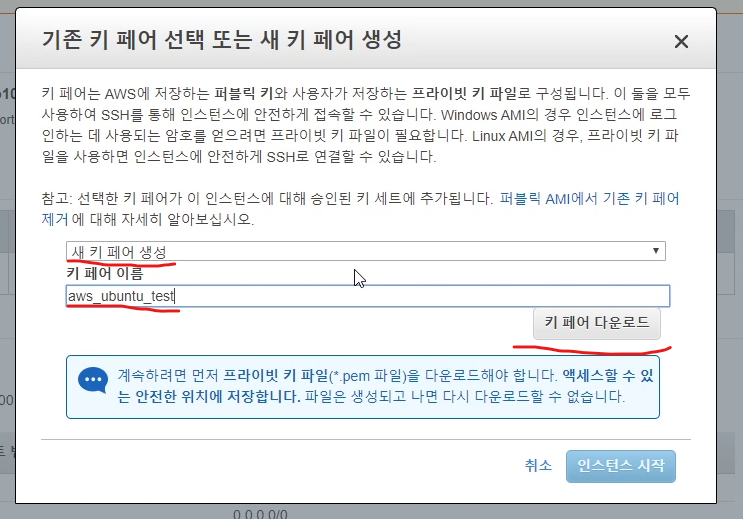 기존 키 페어 선택 또는 새 키 페어 생성
키 페어는 AWS에 저장하는 퍼블릭 키와 사용자가 저장하는 프라이빗 키 파일로 구성됩니다. 이 둘을 모두
사용하여 SSH를 통해 인스턴스에 안전하게 접속할 수 있습니다. Windows AMI의 경우 인스턴스에 로그
인하는 데 사용되는 암호를 얻으려면 프라이빗 키 파일이 필요합니다. Linux AMI의 경우, 프라이빗 키 파
일을 사용하면 인스턴스에 안전하게 SSH로 연결할 수 있습니다.
참고: 선택한 키 페어가 이 인스턴스에 대해 승인된 키 세트에 추가됩니다. 퍼블릭 AMI에서 기존 키 페어
제거 에 대해 자세히 알아보십시오.
새 키 페어 생성
키 페어 이름
aws_ubuntu_test
키 페어 다운로드
계속하려면 먼저 프라이빗 키 파일(*.pem 파일)을 다운로드해야 합니다. 액세스할 수 있
는 안전한 위치에 저장합니다. 파일은 생성되고 나면 다시 다운로드할 수 없습니다.
취소
인스턴스 시작
0.0.0.0/0